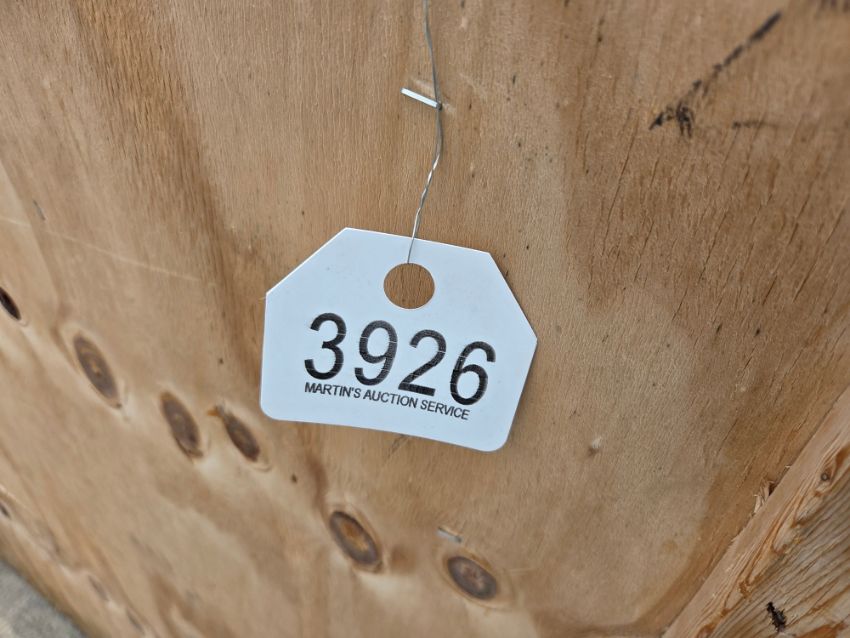 3926
MARTIN'S AUCTION SERVICE